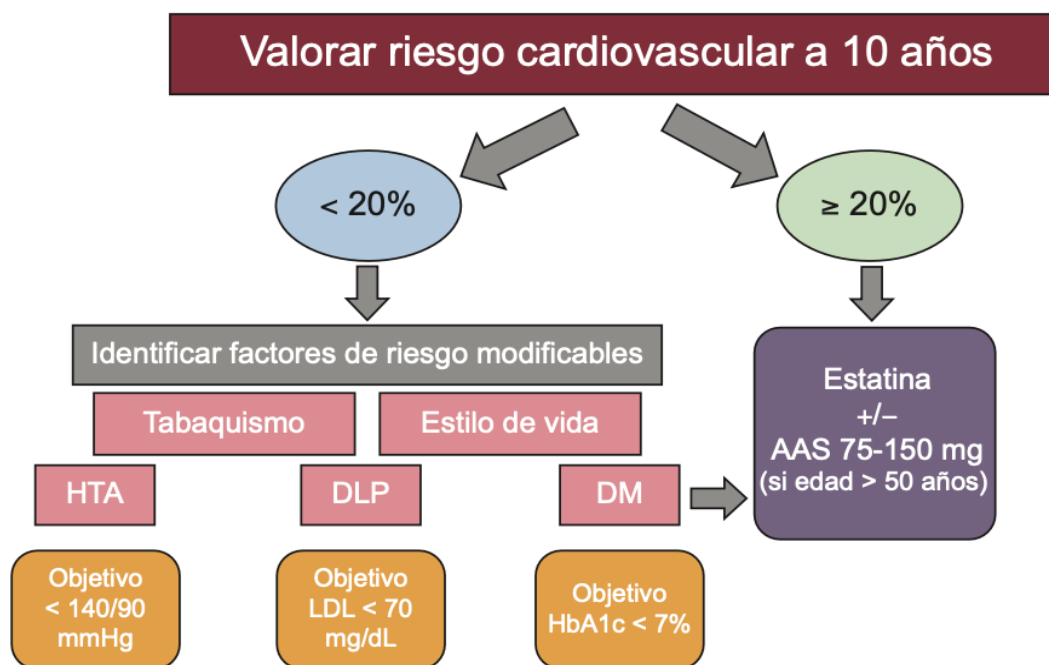 Valorar riesgo cardiovascular a 10 años
< 20%
≥ 20%
Identificar factores de riesgo modificables
Tabaquismo
Estilo de vida
HTA
DLP
DM
Estatina
+/–
AAS 75-150 mg
(si edad > 50 años)
Objetivo
< 140/90
mmHg
Objetivo
LDL < 70
mg/dL
Objetivo
HbA1c < 7%